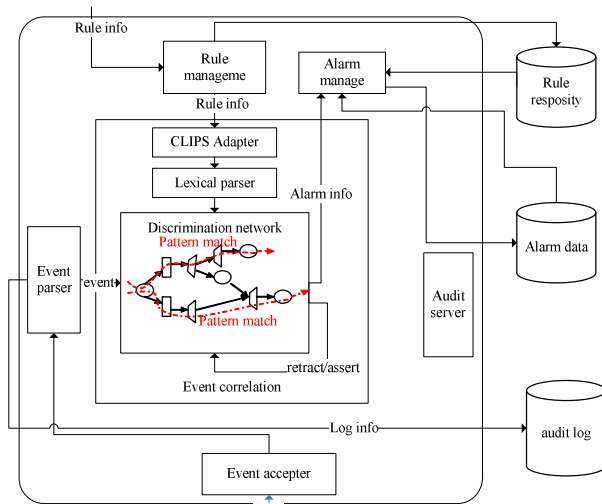 Rule info
Rule
manageme
Alarm
manage
Rule
resposity
Rule info
CLIPS Adapter
Lexical parser
Alarm info
Discrimination network
Pattern match
Event
parser
event
Pattern match
Alarm data
Audit
server
retract/assert
Event correlation
Log info
audit log
Event accepter